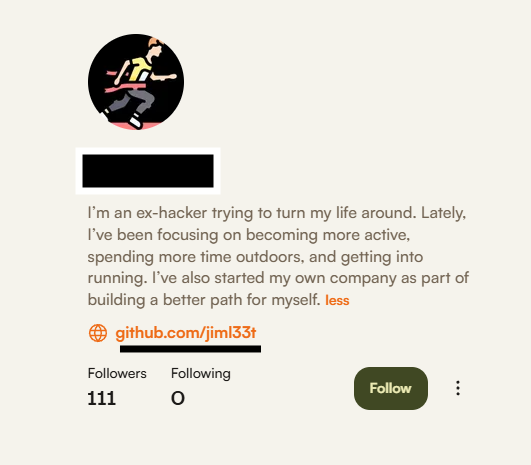 I'm an ex-hacker trying to turn my life around. Lately,
I've been focusing on becoming more active,
spending more time outdoors, and getting into
running. I've also started my own company as part of
building a better path for myself. less
github.com/jiml33t
Followers Following
111 0
Follow